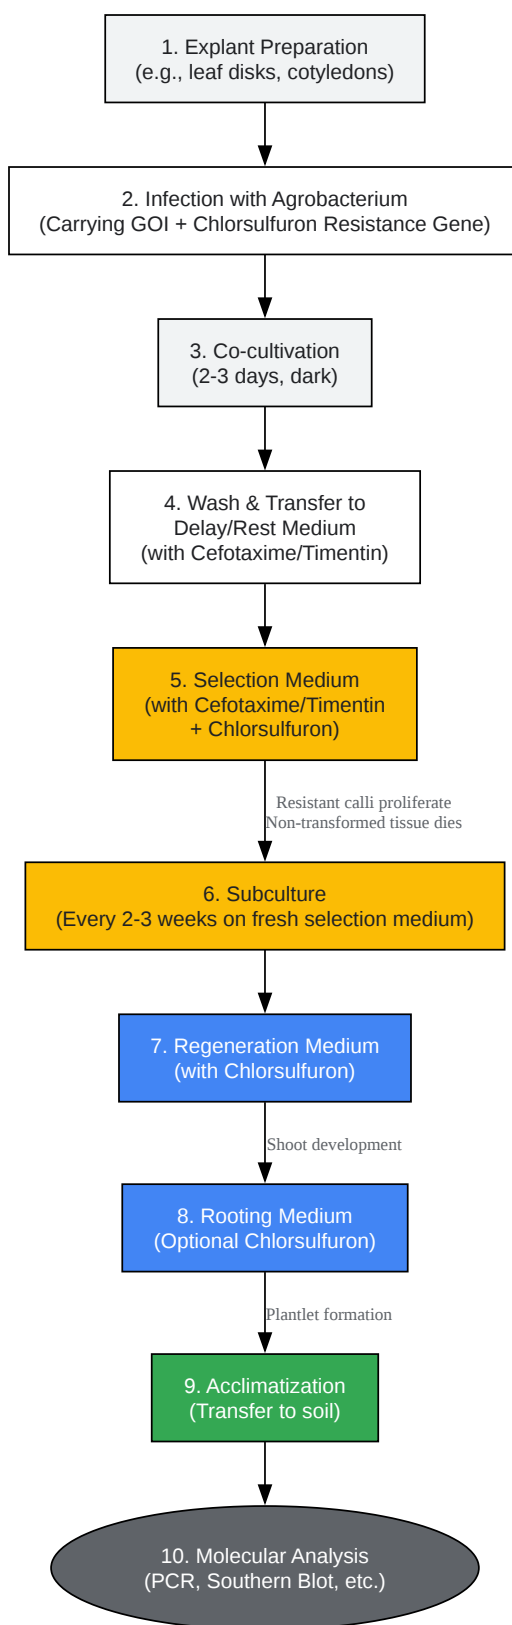 1. Explant Preparation
(e.g., leaf disks, cotyledons)
2. Infection with Agrobacterium
(Carrying GOI + Chlorsulfuron Resistance Gene)
3. Co-cultivation
(2-3 days, dark)
4. Wash & Transfer to
Delay/Rest Medium
(with Cefotaxime/Timentin)
5. Selection Medium
(with Cefotaxime/Timentin
+ Chlorsulfuron)
Resistant calli proliferate
Non-transformed tissue dies
6. Subculture
(Every 2-3 weeks on fresh selection medium)
7. Regeneration Medium
(with Chlorsulfuron)
Shoot development
8. Rooting Medium
(Optional Chlorsulfuron)
Plantlet formation
9. Acclimatization
(Transfer to soil)
10. Molecular Analysis
(PCR, Southern Blot, etc.)